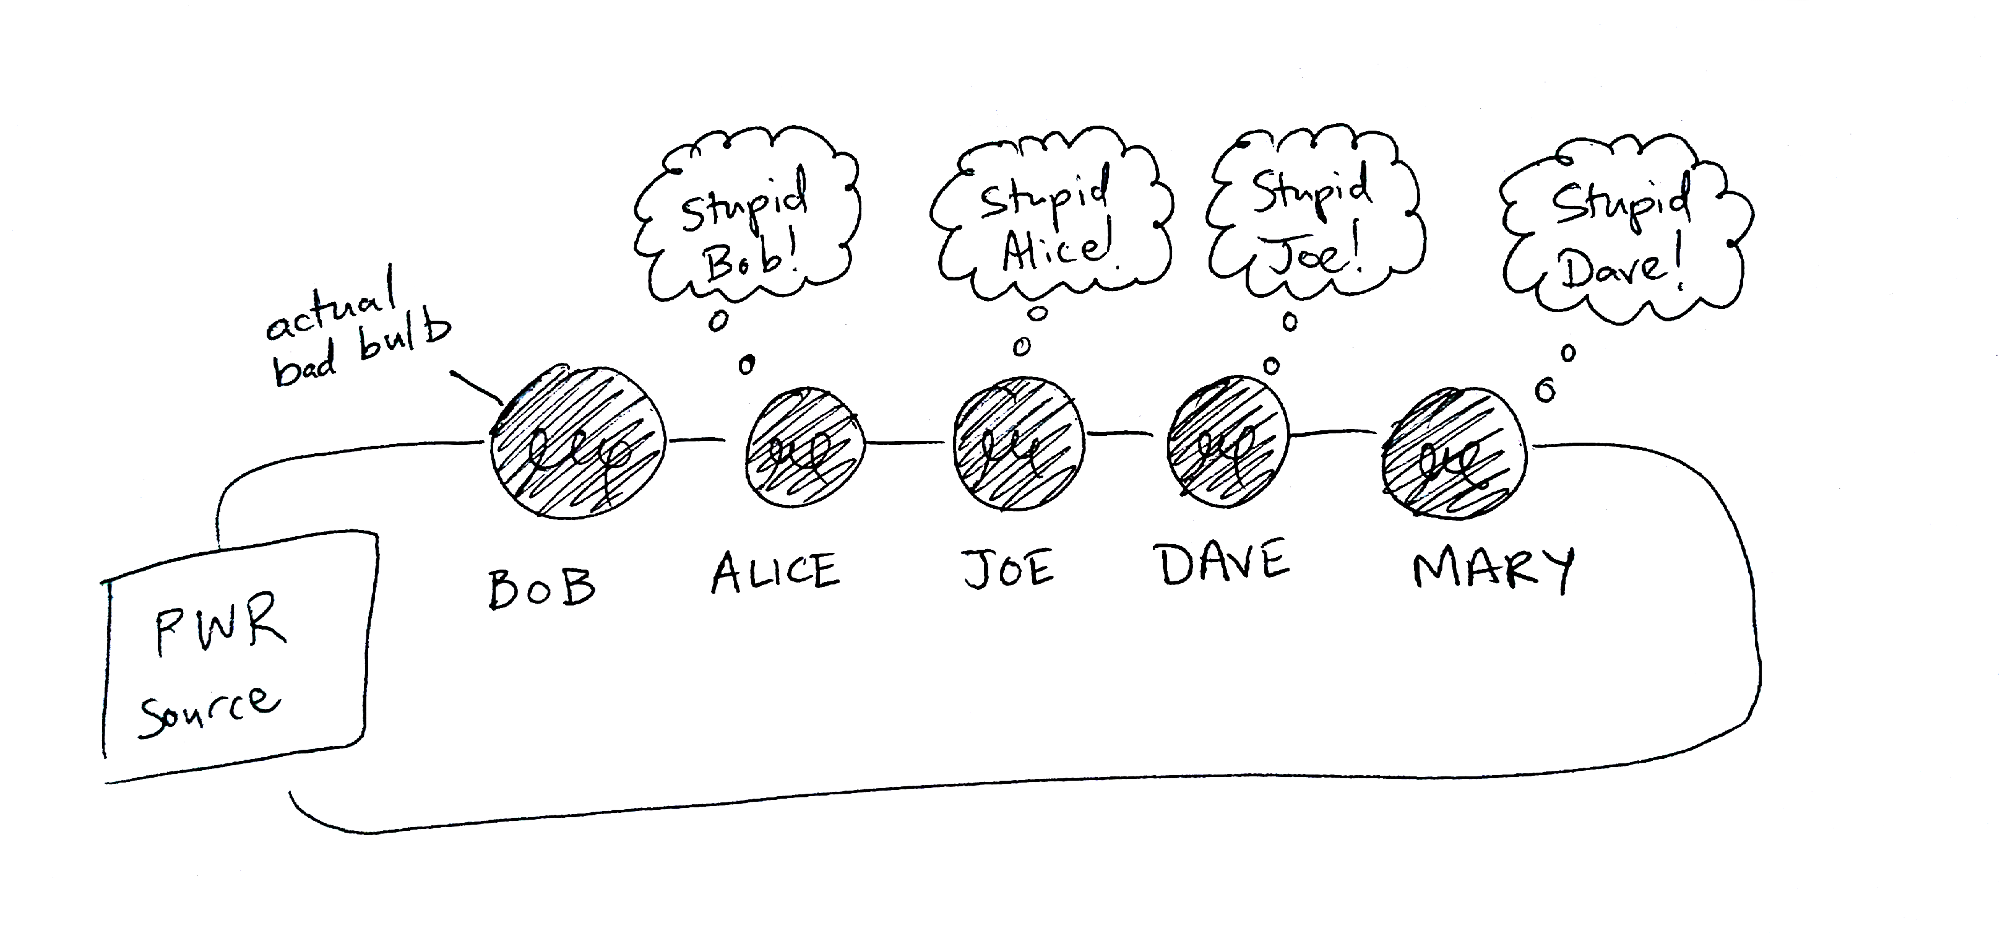 Stupid
Bob!
Stupid
Alice!
Stupid
Joe!
Stupid
Dave!
actual
bad bulb
BOB
ALICE
JOE
DAVE
MARY
PWR
Source